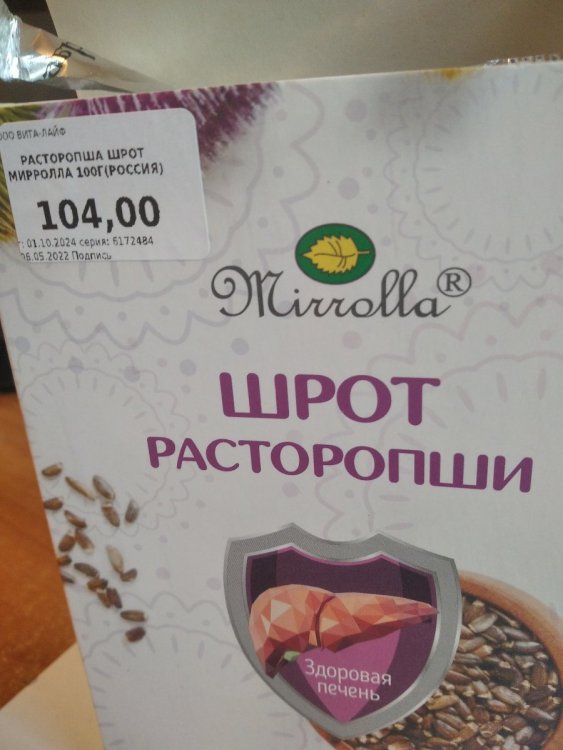 ООО ВИТА-ЛАЙФ
РАСТОРОПША ШРОТ
МИРРОЛЛА 100Г(РОССИЯ)
104,00
: 01.10.2024 серия: 6172484
06.05.2022 Подпись
Mirrolla®
ШРОТ
РАСТОРОПШИ
Здоровая
печень